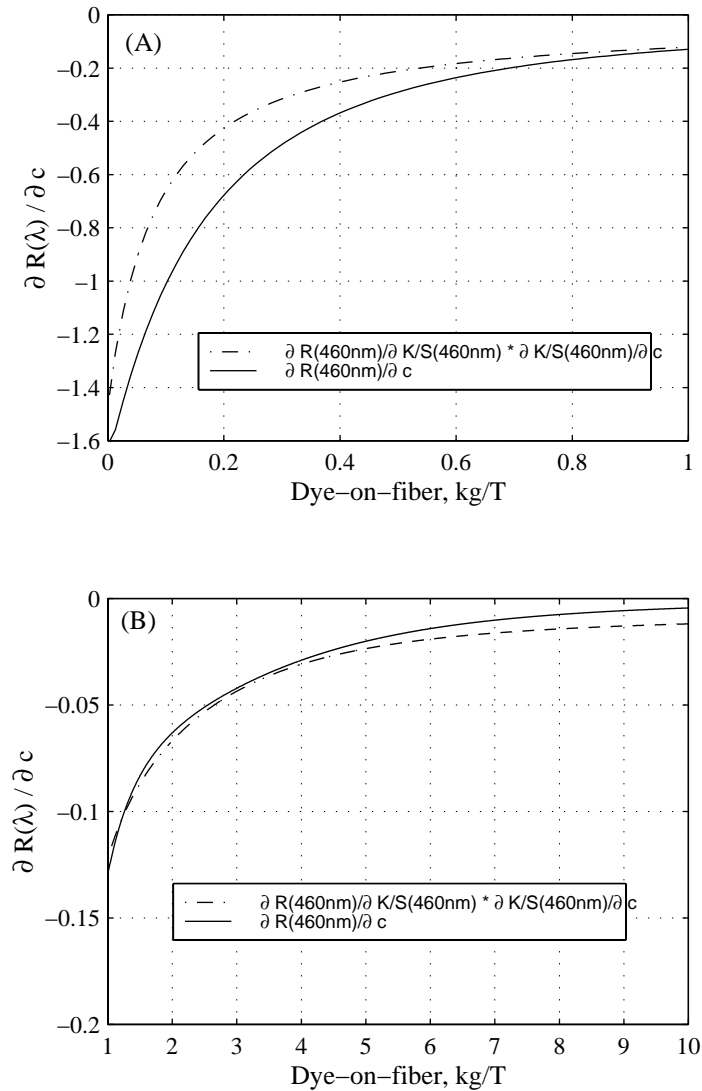 (A)
0
−0.2
−0.4
−0.6
−0.8
−1
−1.2
−1.4
−1.6
∂ R(λ) / ∂ c
∂ R(460nm)/∂ K/S(460nm) * ∂ K/S(460nm)/∂ c
∂ R(460nm)/∂ c
0 0.2 0.4 0.6 0.8 1
Dye−on−fiber, kg/T
(B)
0
−0.05
−0.1
−0.15
−0.2
∂ R(λ) / ∂ c
∂ R(460nm)/∂ K/S(460nm) * ∂ K/S(460nm)/∂ c
∂ R(460nm)/∂ c
1 2 3 4 5 6 7 8 9 10
Dye−on−fiber, kg/T